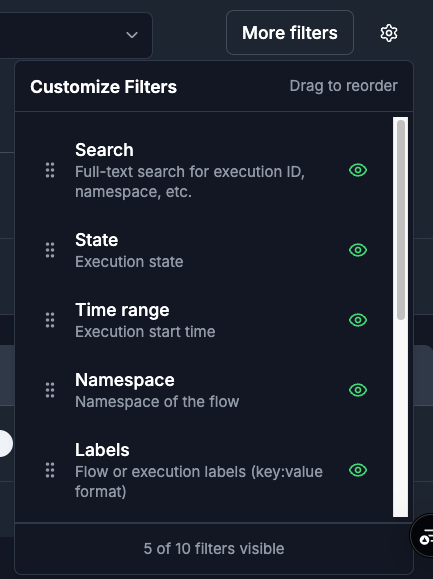 More filters
Customize Filters
Drag to reorder
Search
Full-text search for execution ID,
namespace, etc.
State
Execution state
Time range
Execution start time
Namespace
Namespace of the flow
Labels
Flow or execution labels (key:value
format)
5 of 10 filters visible